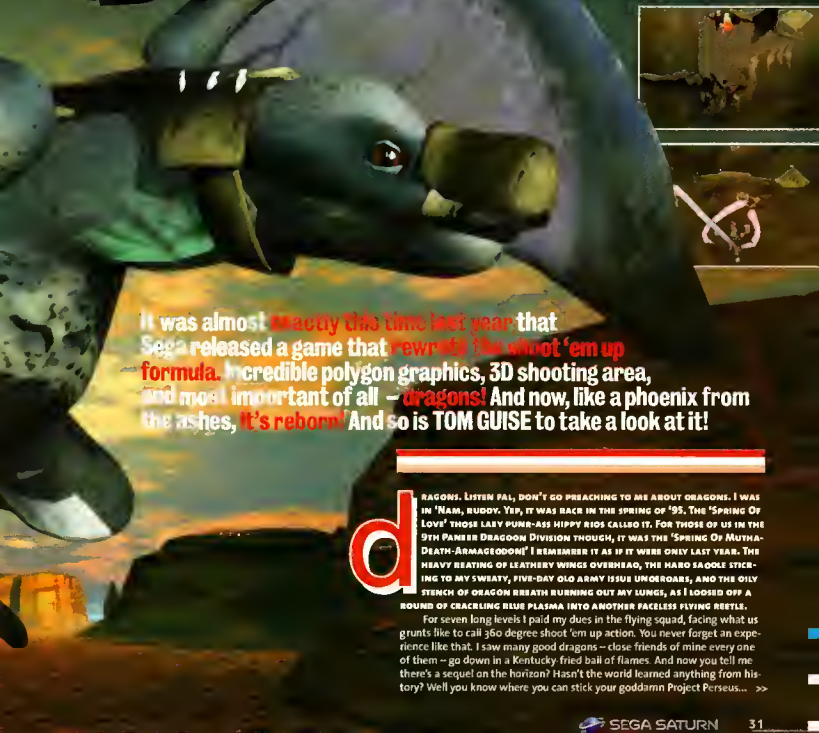 It was almost exactly this time last year that
Sega released a game that rewrote the shoot 'em up
formula. Incredible polygon graphics, 3D shooting area,
and most important of all – dragons! And now, like a phoenix from
the ashes, it's reborn! And so is TOM GUISE to take a look at it!
dRAGONS. LISTEN PAL, DON'T GO PREACHING TO ME ABOUT DRAGONS. I WAS
IN 'NAM, BUDDY. YEP, IT WAS BACK IN THE SPRING OF '95. THE 'SPRING OF
LOVE' THOSE LAZY PUNK-ASS HIPPY KIDS CALLED IT. FOR THOSE OF US IN THE
9TH PANZER DRAGOON DIVISION THOUGH, IT WAS THE 'SPRING OF MUTHA-
DEATH-ARMAGEDDON!' I REMEMBER IT AS IF IT WERE ONLY LAST YEAR. THE
HEAVY BEATING OF LEATHERY WINGS OVERHEAD, THE HARD SADDLE STICK-
ING TO MY SWEATY, FIVE-DAY OLD ARMY ISSUE UNDEROARS, AND THE OILY
STENCH OF DRAGON BREATH BURNING OUT MY LUNGS, AS I LOOSED OFF A
ROUND OF CRACKLING BLUE PLASMA INTO ANOTHER FACELESS FLYING BEETLE.
For seven long levels I paid my dues in the flying squad, facing what us
grunts like to call 360 degree shoot 'em up action. You never forget an expe-
rience like that. I saw many good dragons – close friends of mine every one
of them – go down in a Kentucky-fried ball of flames. And now you tell me
there's a sequel on the horizon? Hasn't the world learned anything from his-
tory? Well you know where you can stick your goddamn Project Perseus... >>
SEGA SATURN 31